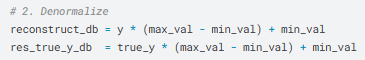 # 2. Denormalize
reconstruct_db = y * (max_val - min_val) + min_val
res_true_y_db  = true_y * (max_val - min_val) + min_val